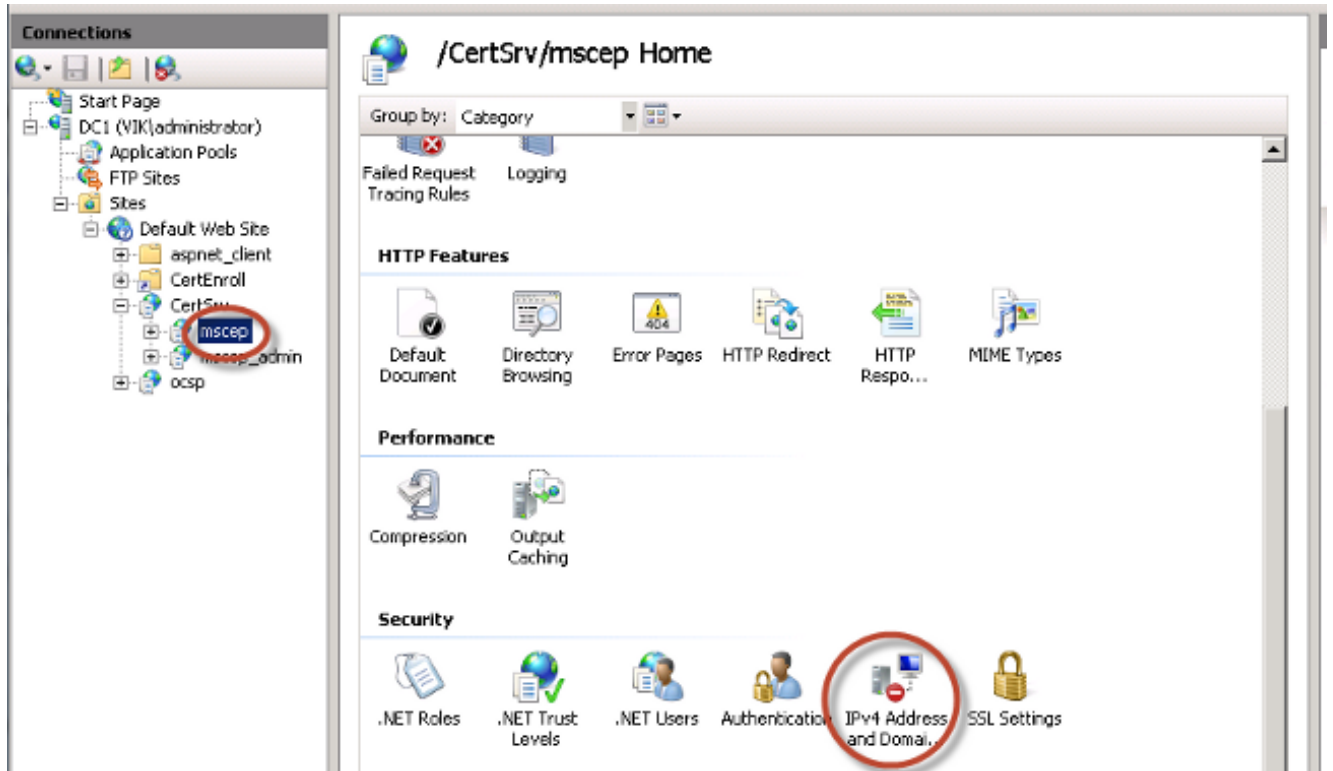 Connections
Start Page
DC1 (VIK\administrator)
Application Pools
FTP Sites
Sites
Default Web Site
aspnet_client
CertEnroll
CertSrv
mscep
mscep_admin
ocsp
/CertSrv/mscep Home
Group by: Category
Failed Request Logging
Tracing Rules
HTTP Features
404
Default Directory Error Pages HTTP Redirect HTTP MIME Types
Document Browsing Respo...
Performance
Compression Output
Caching
Security
.NET Roles .NET Trust .NET Users Authentication IPv4 Address SSL Settings
Levels and Domai...